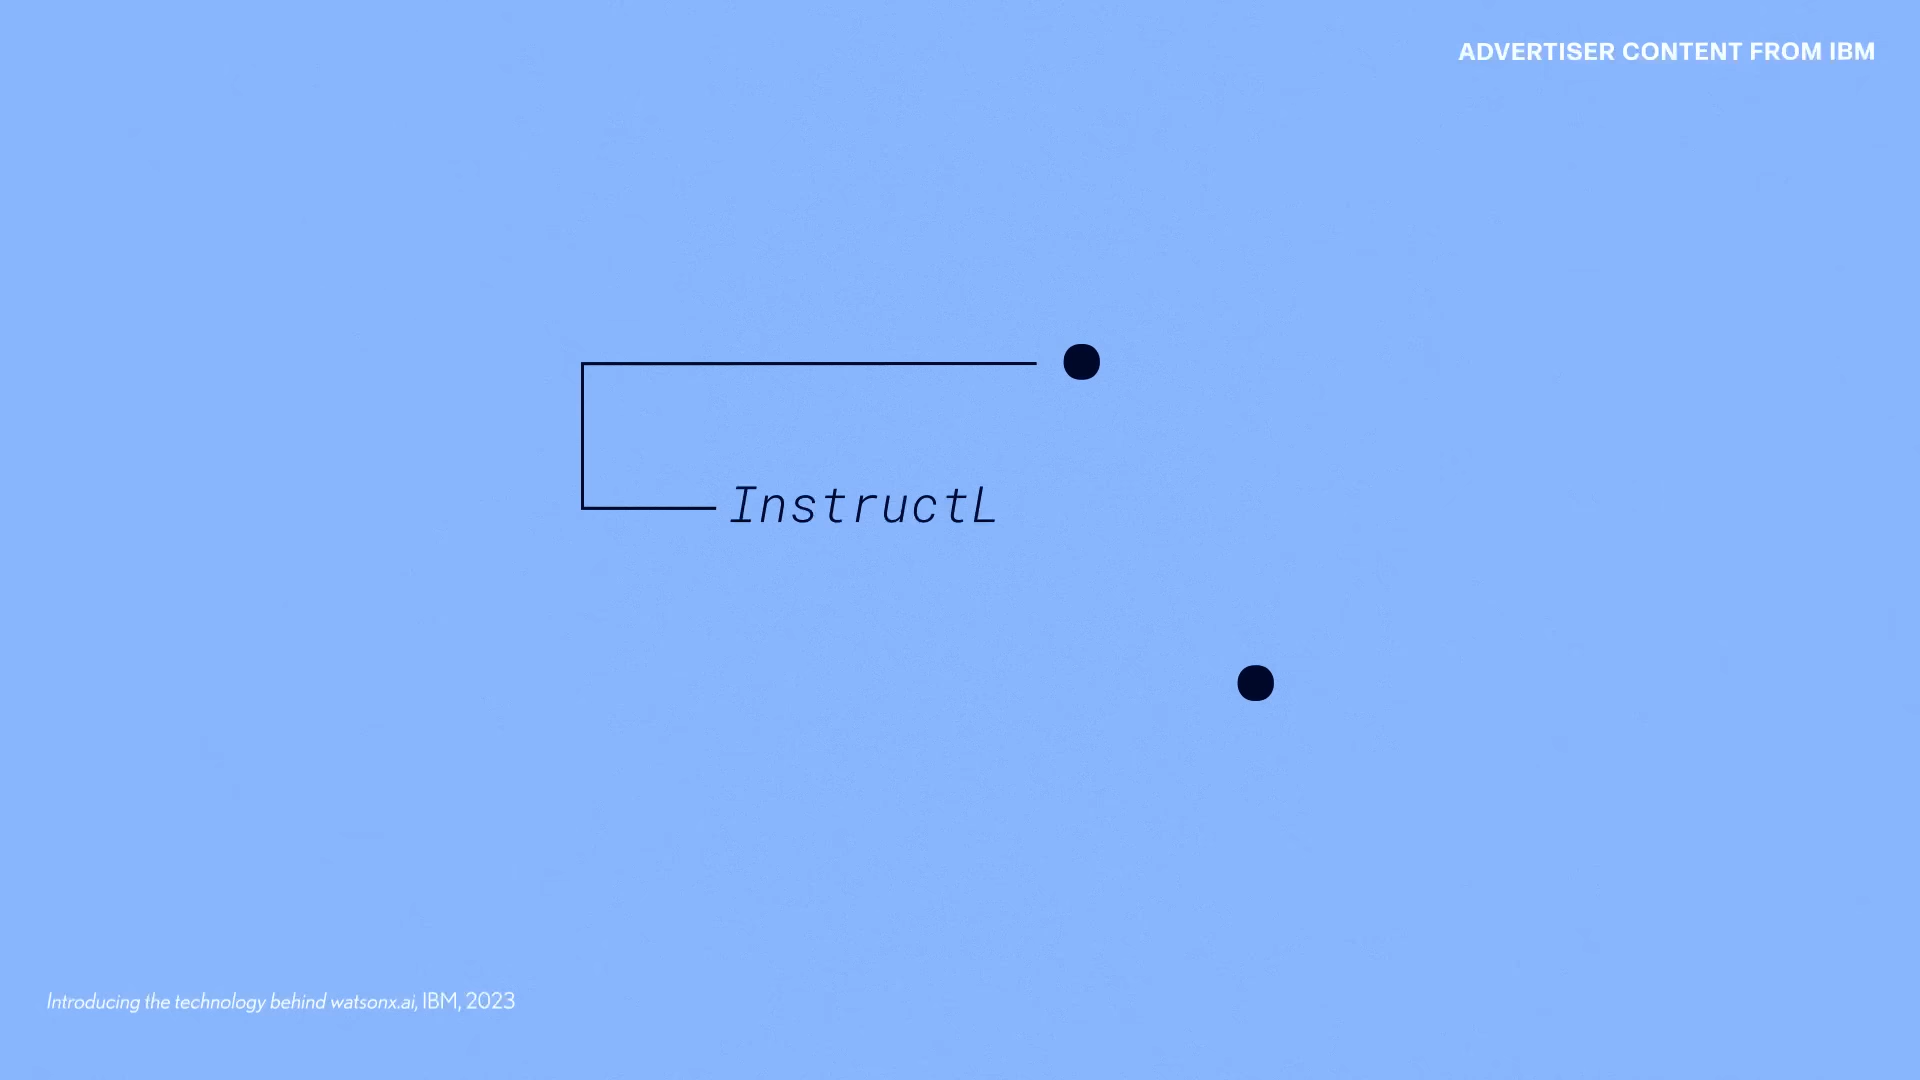 ADVERTISER CONTENT FROM IBM
InstructL
Introducing the technology behind watsonx.ai, IBM, 2023